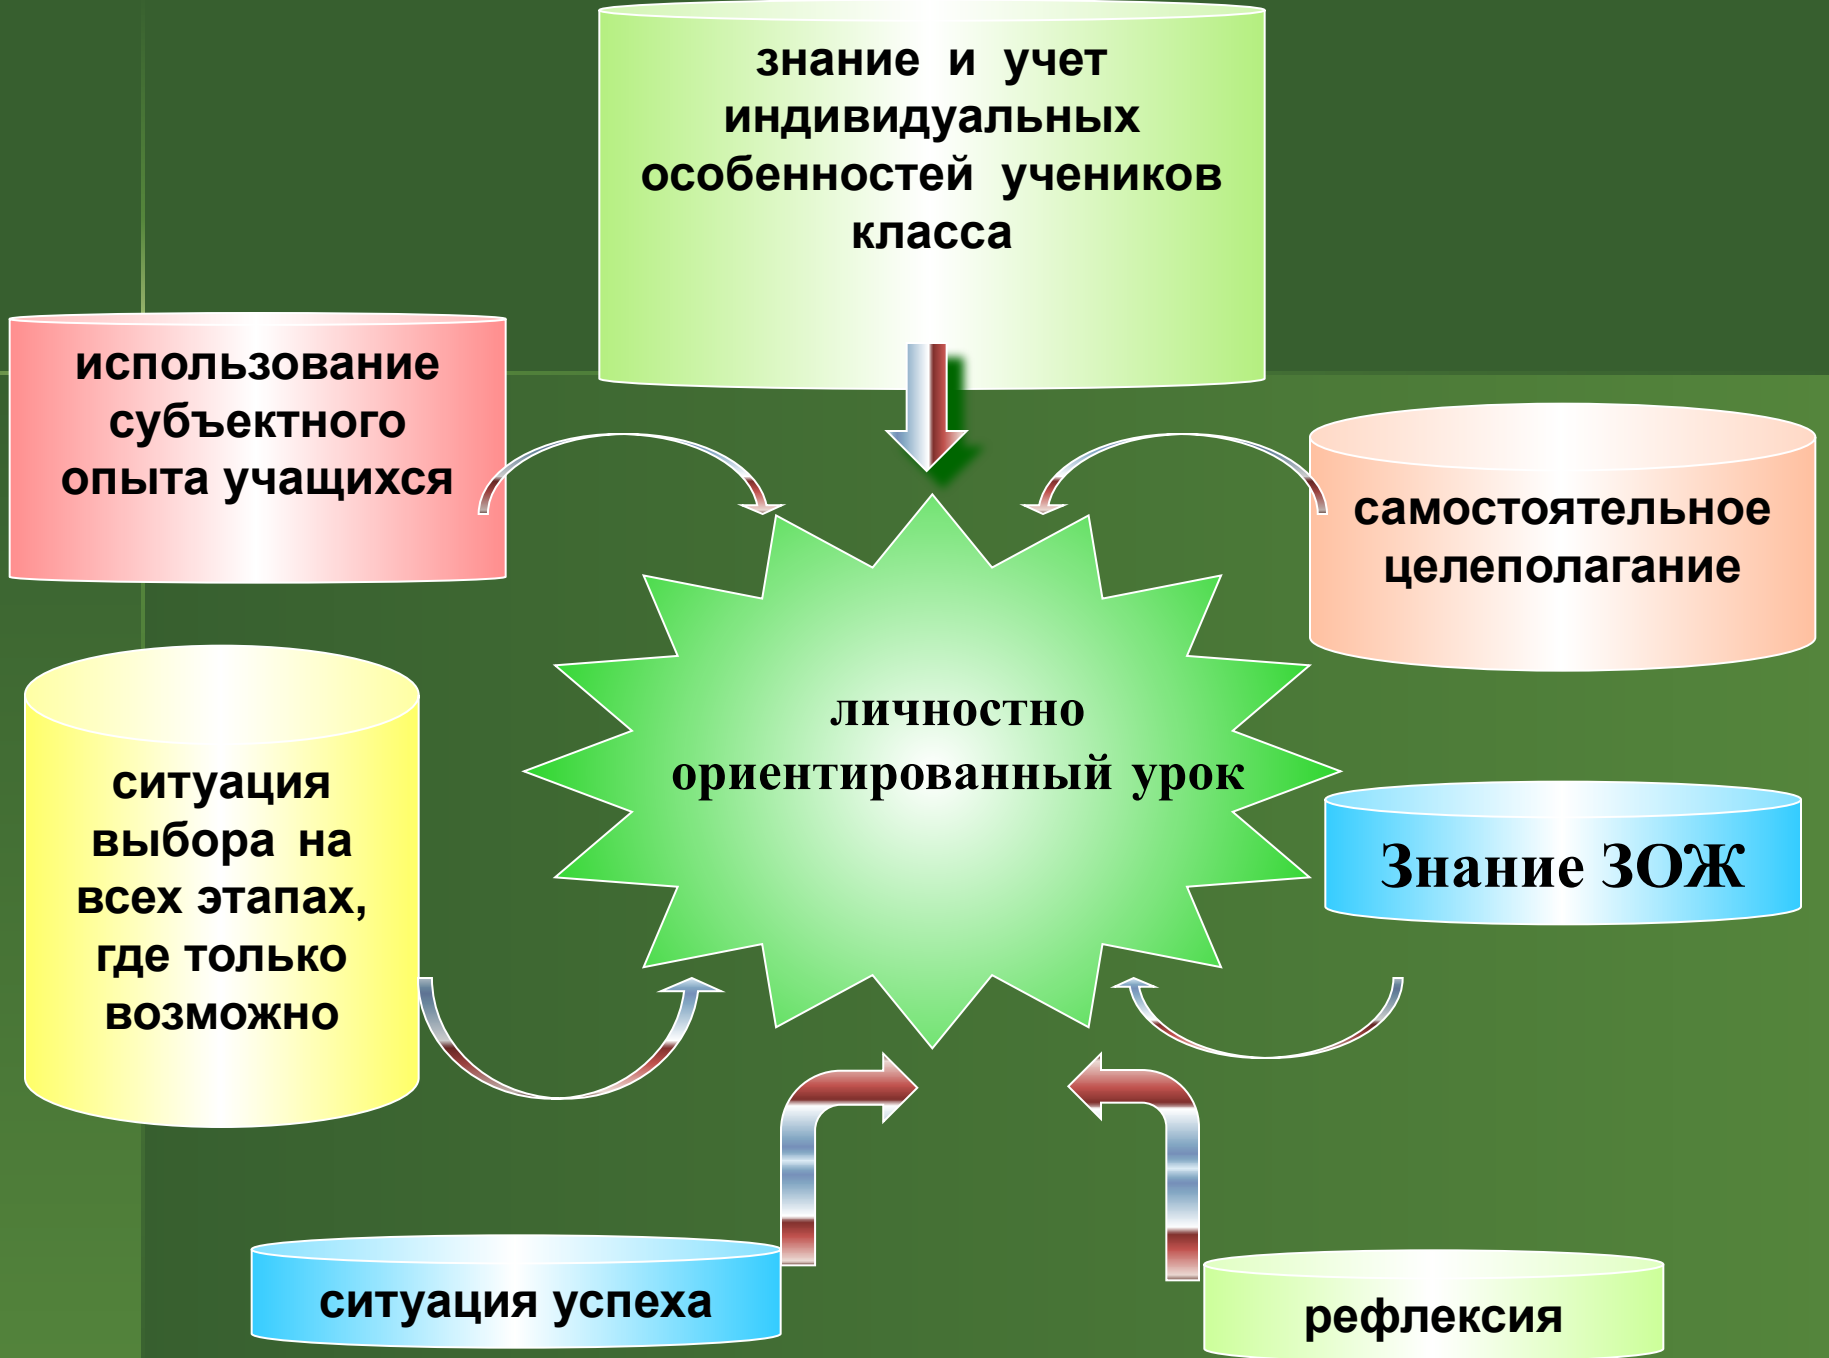 знание и учет
индивидуальных
особенностей учеников
класса
использование
субъектного
опыта учащихся
самостоятельное
целеполагание
личностно
ориентированный урок
ситуация
выбора на
всех этапах,
где только
возможно
Знание ЗОЖ
ситуация успеха
рефлексия